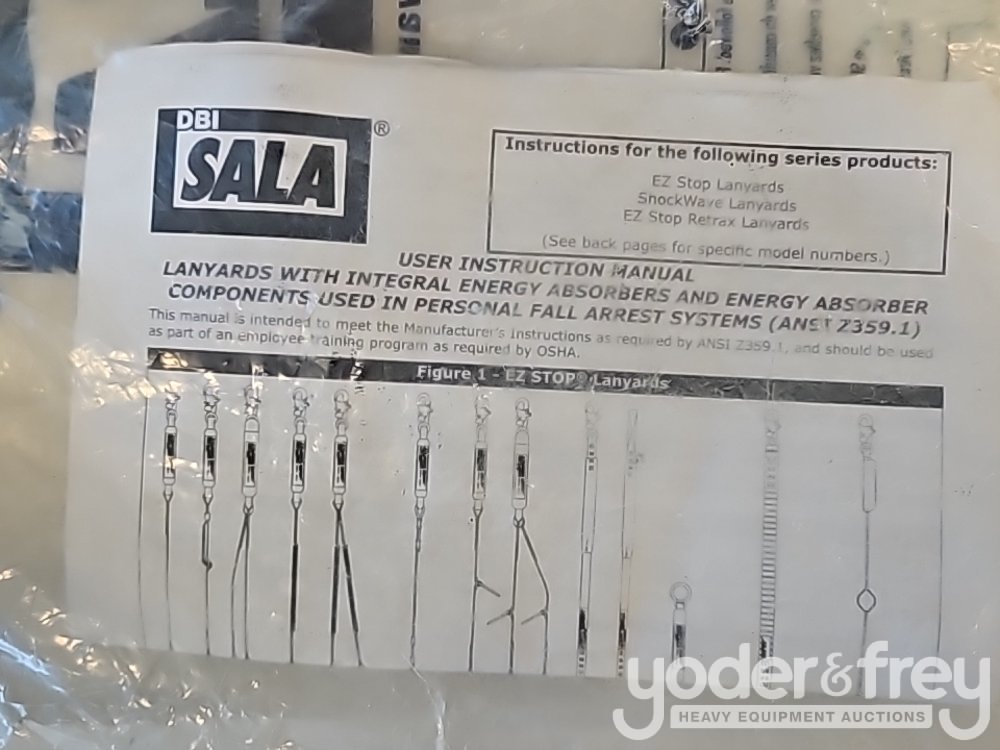 DBI
SALA®
Instructions for the following series products:
EZ Stop Lanyards
ShockWave Lanyards
EZ Stop Retrax Lanyards
(See back pages for specific model numbers.)
USER INSTRUCTION MANUAL
LANYARDS WITH INTEGRAL ENERGY ABSORBERS AND ENERGY ABSORBER
COMPONENTS USED IN PERSONAL FALL ARREST SYSTEMS (ANSI Z359.1)
This manual is intended to meet the Manufacturer's Instructions as required by ANSI Z359.1, and should be used
as part of an employee training program as required by OSHA.
Figure 1 - EZ STOP® Lanyards
yoder&frey
HEAVY EQUIPMENT AUCTIONS